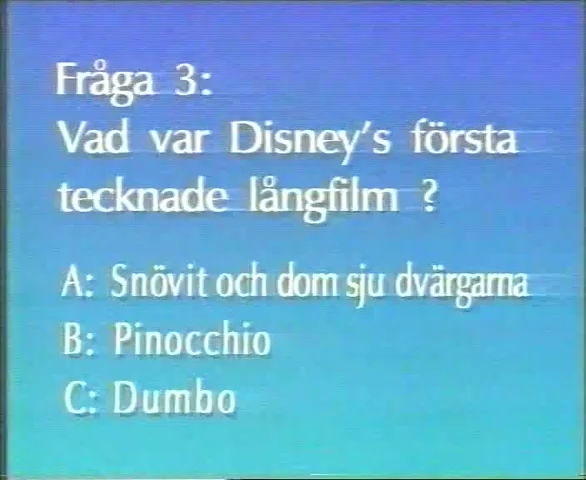 Fråga 3:
Vad var Disney's första
tecknade långfilm ?
A: Snövit och dom sju dvärgarna
B: Pinocchio
C: Dumbo